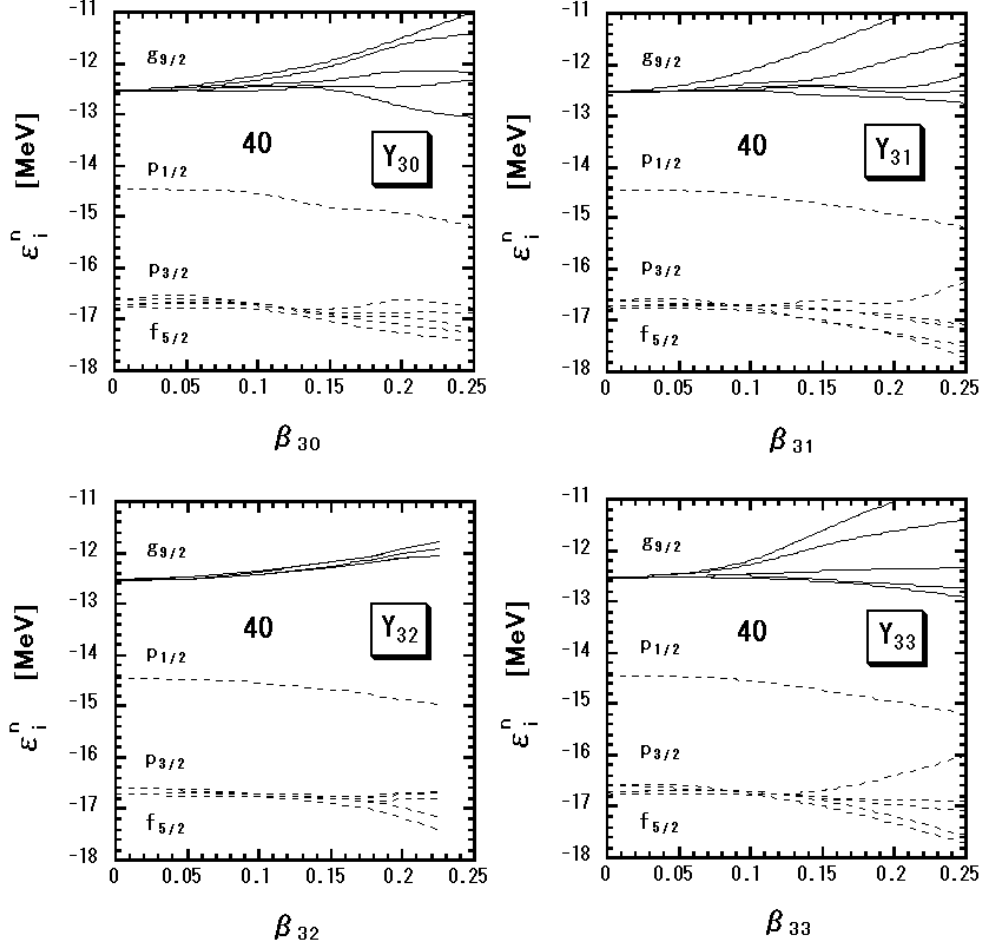 -11
-12
-13
-14
-15
-16
-17
-18
ε i n [MeV]
g9/2
40
Y30
p1/2
p3/2
f5/2
0 0.05 0.1 0.15 0.2 0.25
β30
-11
-12
-13
-14
-15
-16
-17
-18
ε i n [MeV]
g9/2
40
Y31
p1/2
p3/2
f5/2
0 0.05 0.1 0.15 0.2 0.25
β31
-11
-12
-13
-14
-15
-16
-17
-18
ε i n [MeV]
g9/2
40
Y32
p1/2
p3/2
f5/2
0 0.05 0.1 0.15 0.2 0.25
β32
-11
-12
-13
-14
-15
-16
-17
-18
ε i n [MeV]
g9/2
40
Y33
p1/2
p3/2
f5/2
0 0.05 0.1 0.15 0.2 0.25
β33